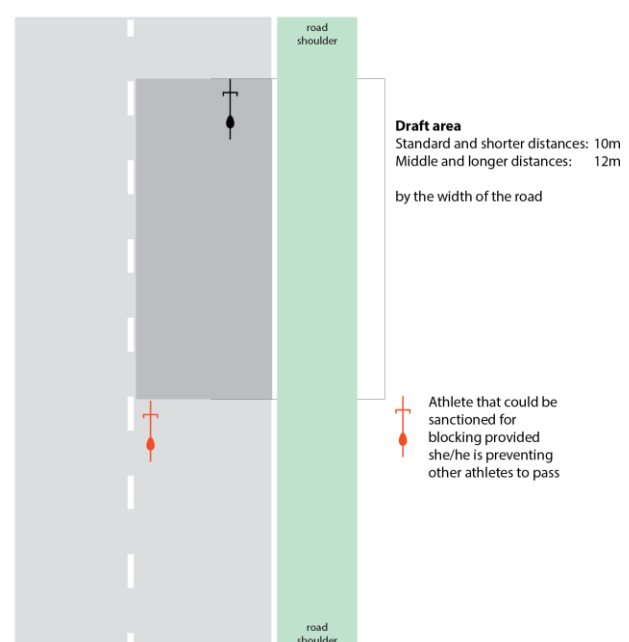 road
shoulder
Draft area
Standard and shorter distances: 10m
Middle and longer distances: 12m
by the width of the road
Athlete that could be
sanctioned for
blocking provided
she/he is preventing
other athletes to pass
road
shoulder